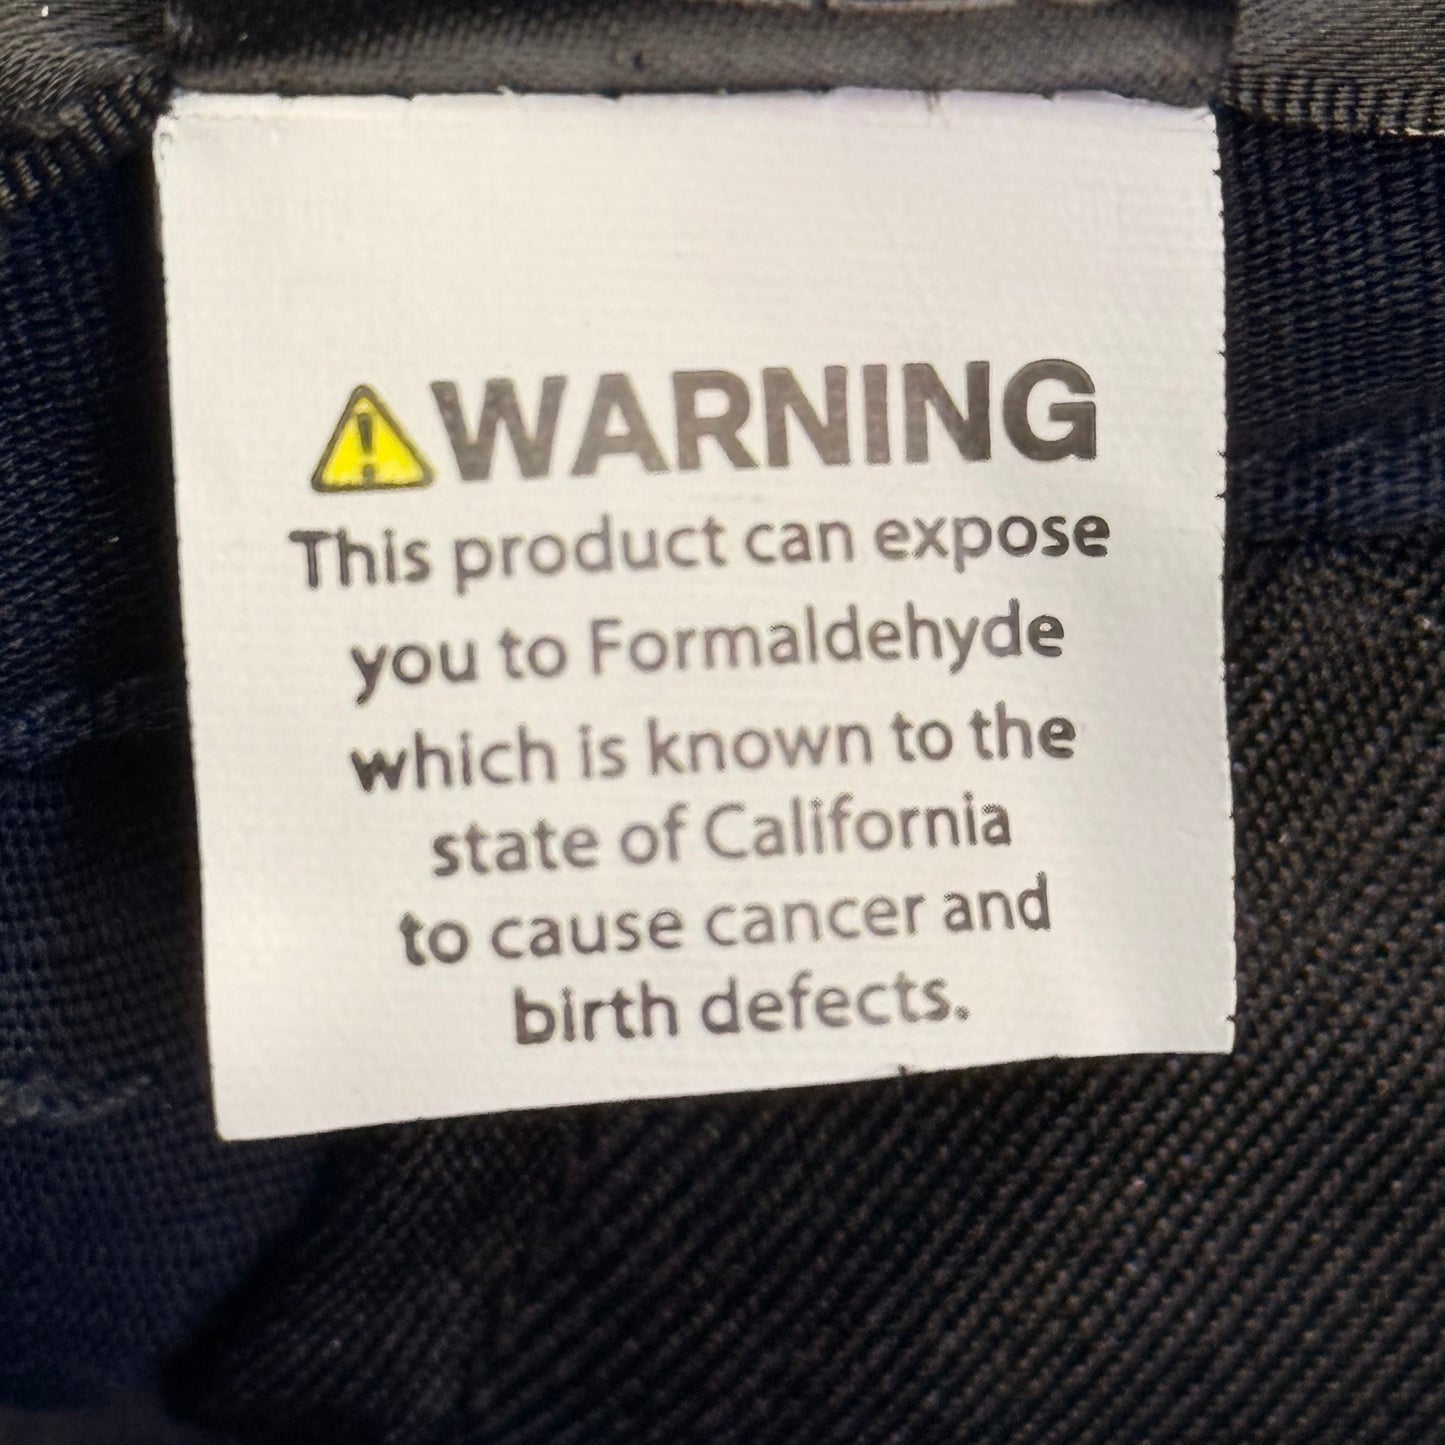 WARNING
This product can expose
you to Formaldehyde
which is known to the
state of California
to cause cancer and
birth defects.